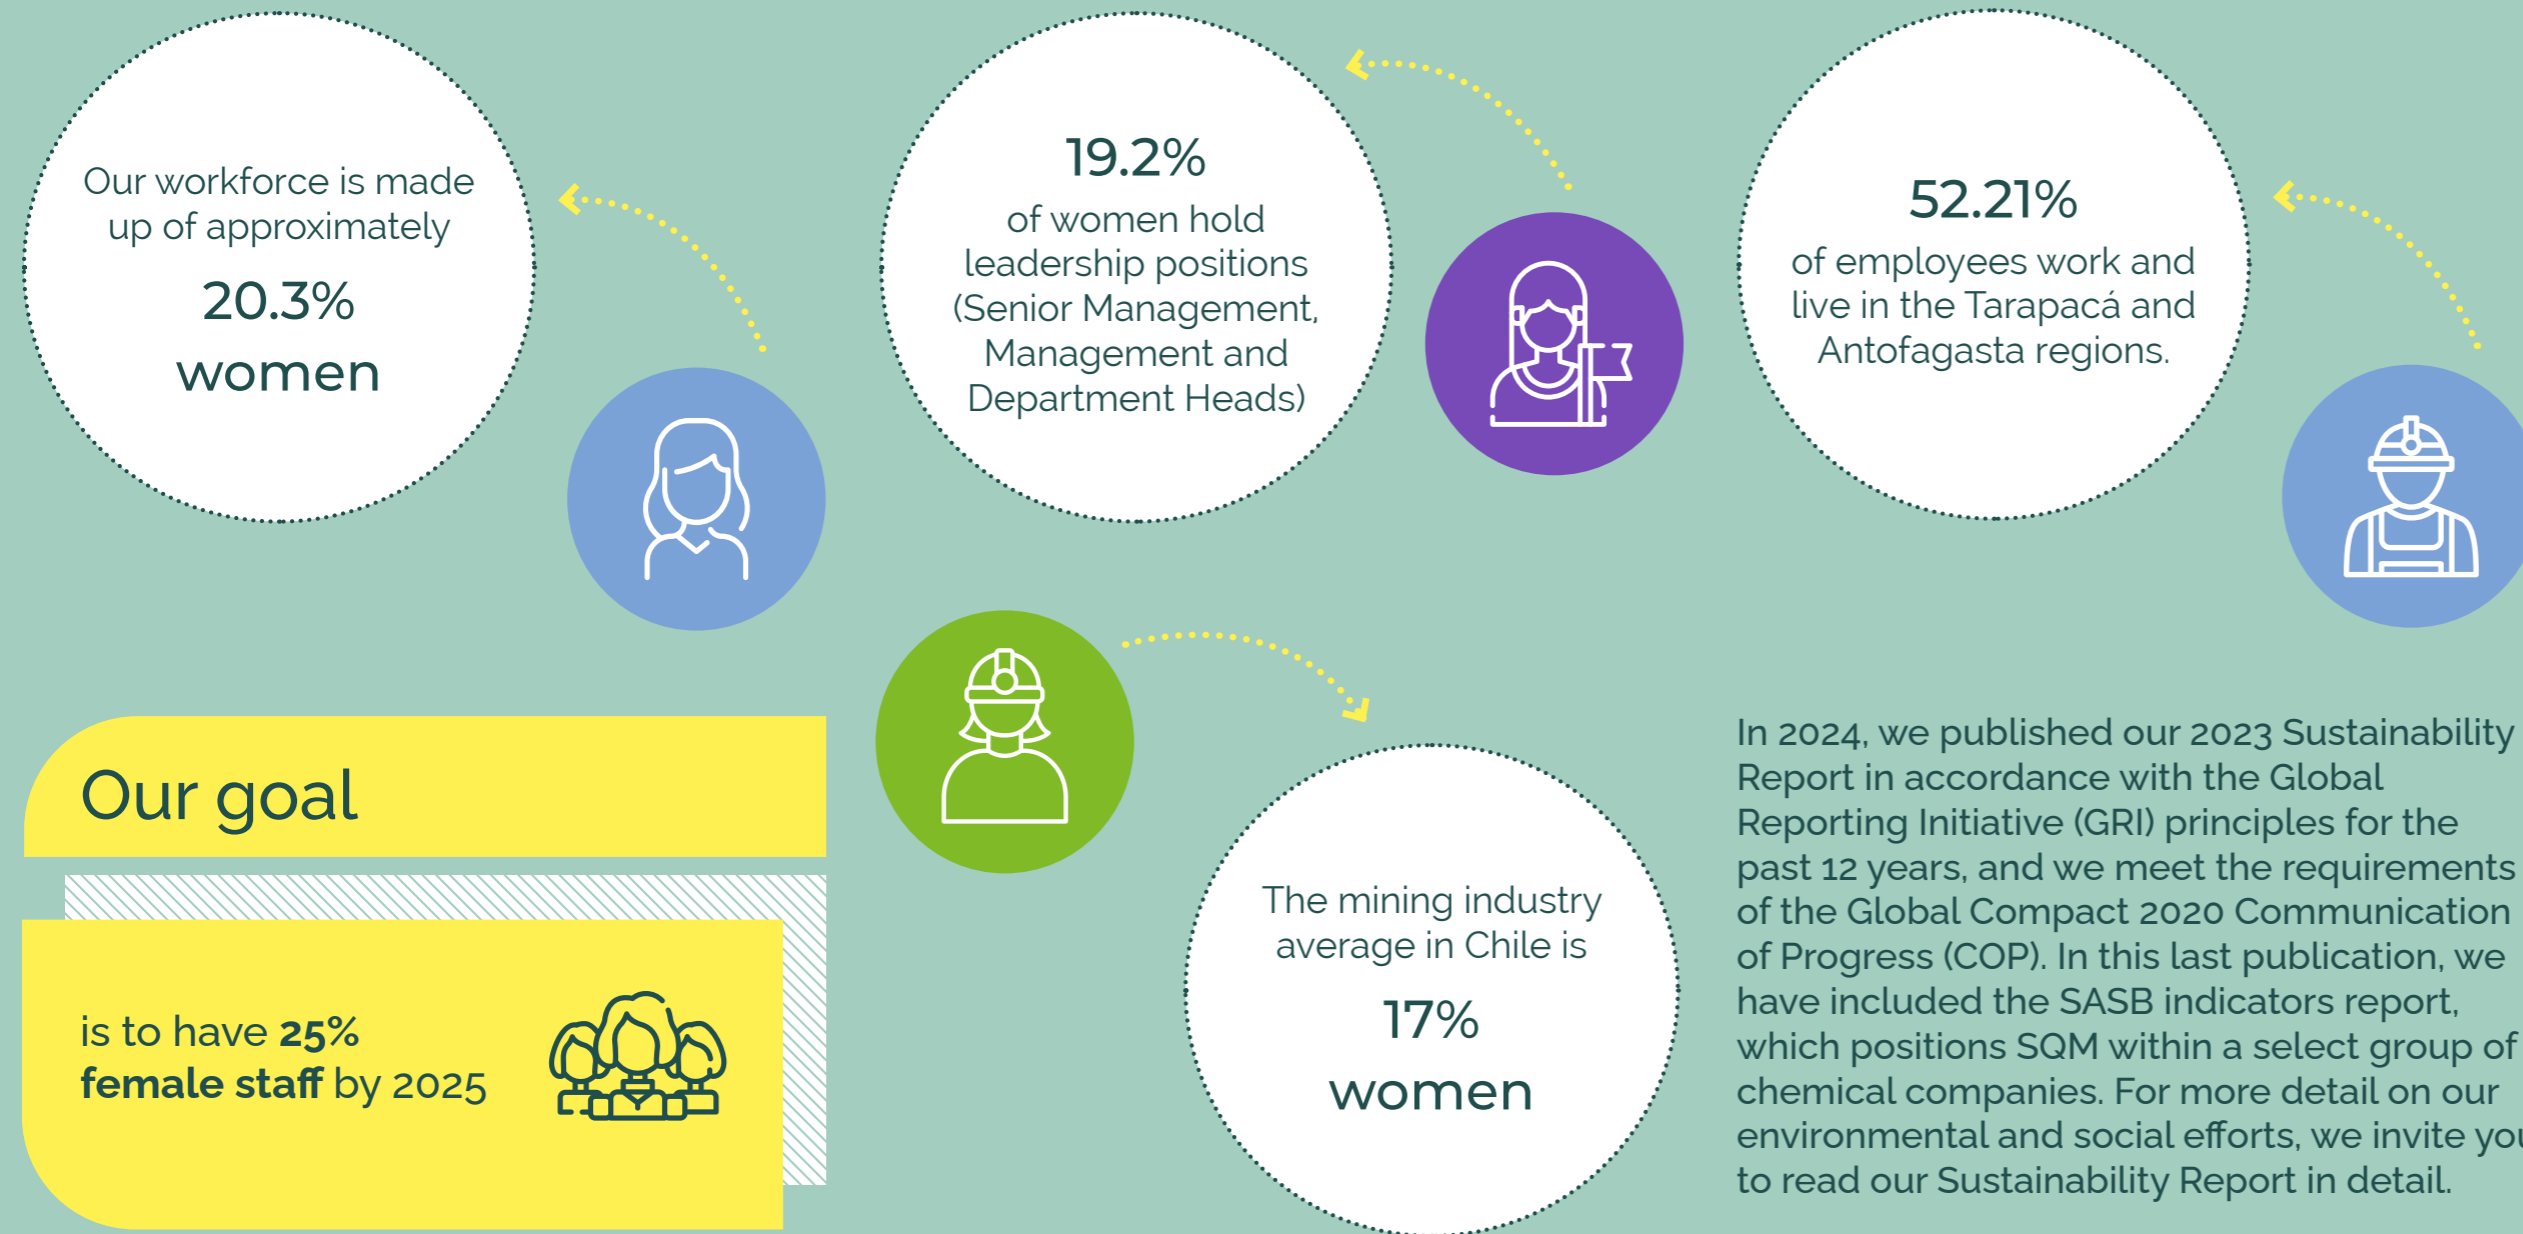 Our workforce is made
up of approximately
20.3%
women
19.2%
of women hold
leadership positions
(Senior Management,
Management and
Department Heads)
52.21%
of employees work and
live in the Tarapacá and
Antofagasta regions.
Our goal
is to have 25%
female staff by 2025
The mining industry
average in Chile is
17%
women
In 2024, we published our 2023 Sustainability
Report in accordance with the Global
Reporting Initiative (GRI) principles for the
past 12 years, and we meet the requirements
of the Global Compact 2020 Communication
of Progress (COP). In this last publication, we
have included the SASB indicators report,
which positions SQM within a select group of
chemical companies. For more detail on our
environmental and social efforts, we invite you
to read our Sustainability Report in detail.